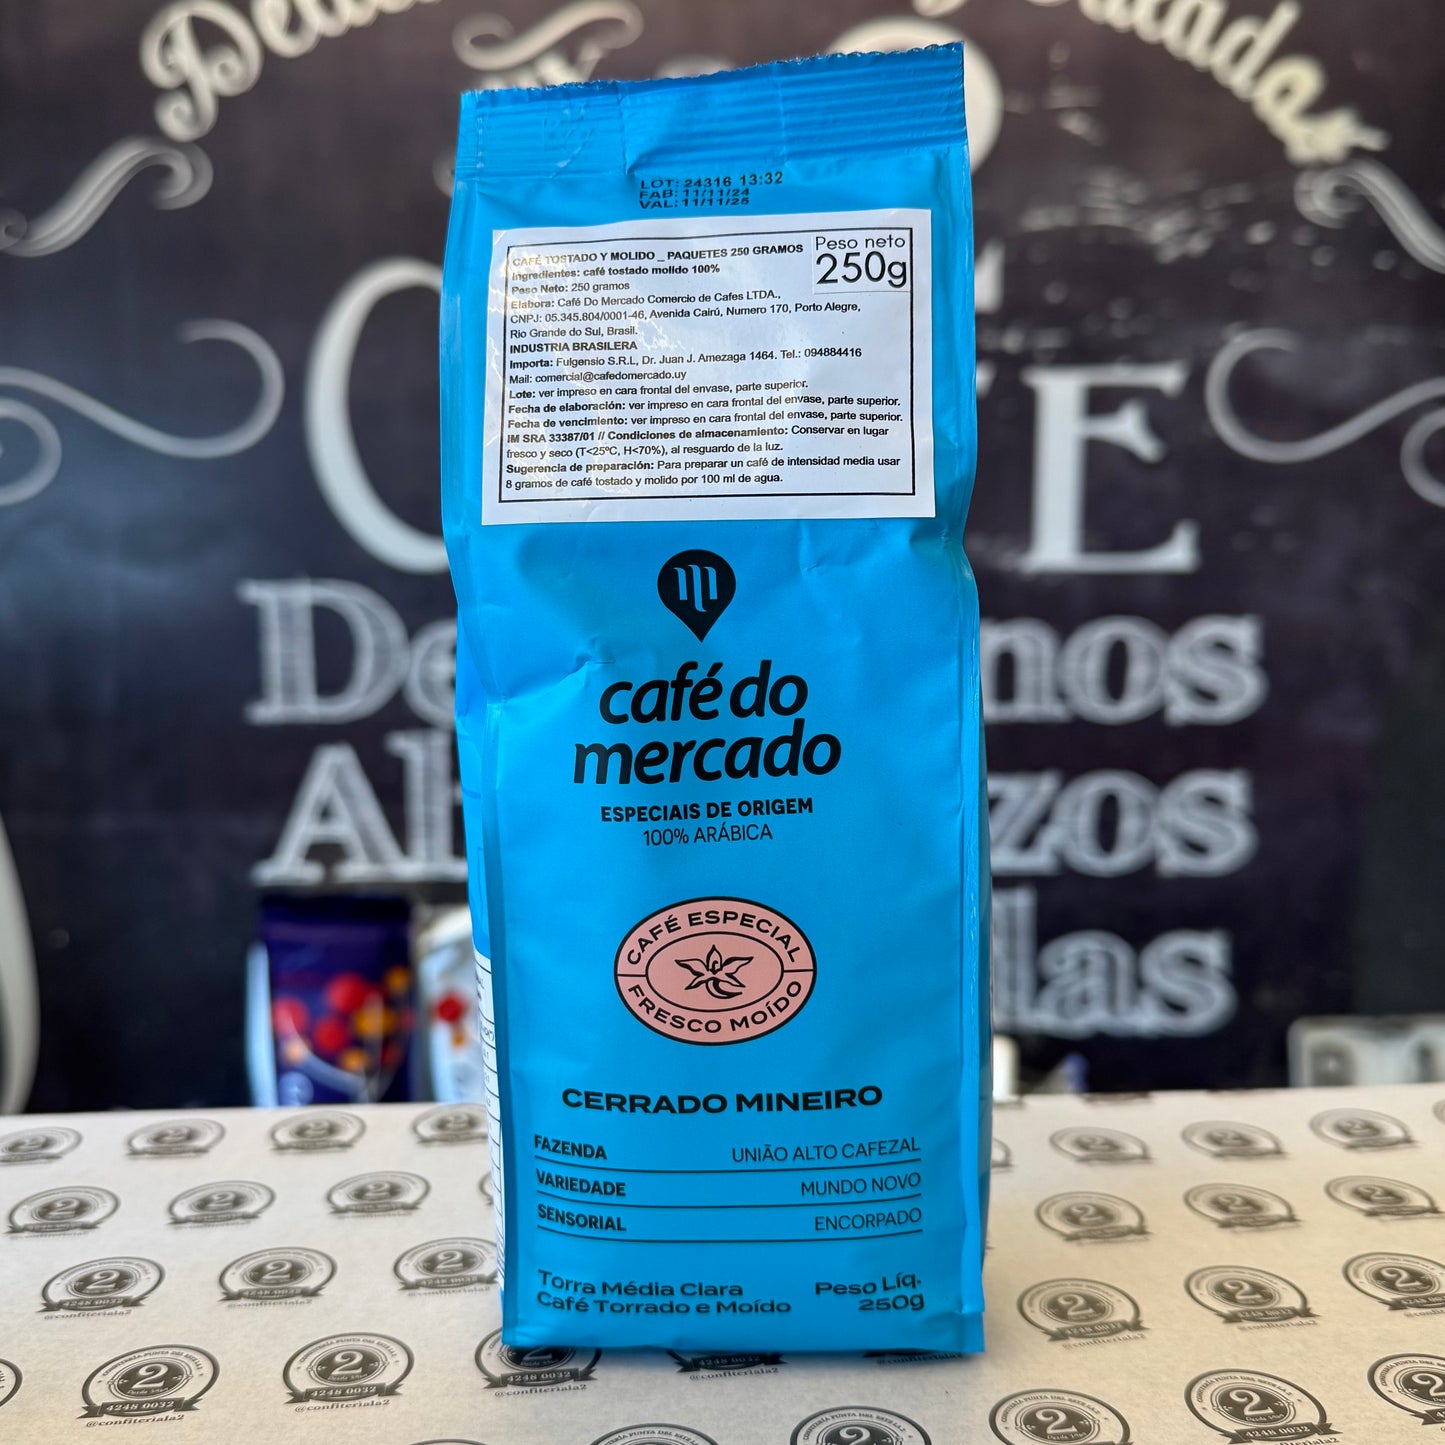 LOT: 24316 13:32
FAB: 11/11/24
VAL: 11/11/25
CAFÉ TOSTADO Y MOLIDO _ PAQUETES 250 GRAMOS
Peso neto
250g
Ingredientes: café tostado molido 100%
Peso Neto: 250 gramos
Elabora: Café Do Mercado Comercio de Cafes LTDA.,
CNPJ: 05.345.804/0001-46, Avenida Cairú, Numero 170, Porto Alegre,
Rio Grande do Sul, Brasil.
INDUSTRIA BRASILERA
Importa: Fulgensio S.R.L, Dr. Juan J. Amezaga 1464. Tel.: 094884416
Mail: comercial@cafedomercado.uy
Lote: ver impreso en cara frontal del envase, parte superior.
Fecha de elaboración: ver impreso en cara frontal del envase, parte superior.
Fecha de vencimiento: ver impreso en cara frontal del envase, parte superior.
IM SRA 33387/01 // Condiciones de almacenamiento: Conservar en lugar
fresco y seco (T<25ºC, H<70%), al resguardo de la luz.
Sugerencia de preparación: Para preparar un café de intensidad media usar
8 gramos de café tostado y molido por 100 ml de agua.
café do
mercado
ESPECIAIS DE ORIGEM
100% ARÁBICA
CAFÉ ESPECIAL
FRESCO MOÍDO
CERRADO MINEIRO
FAZENDA UNIÃO ALTO CAFEZAL
VARIEDADE MUNDO NOVO
SENSORIAL ENCORPADO
Torra Média Clara
Café Torrado e Moído
Peso Líq.
250g
2
4248 0032
@confiteriala2